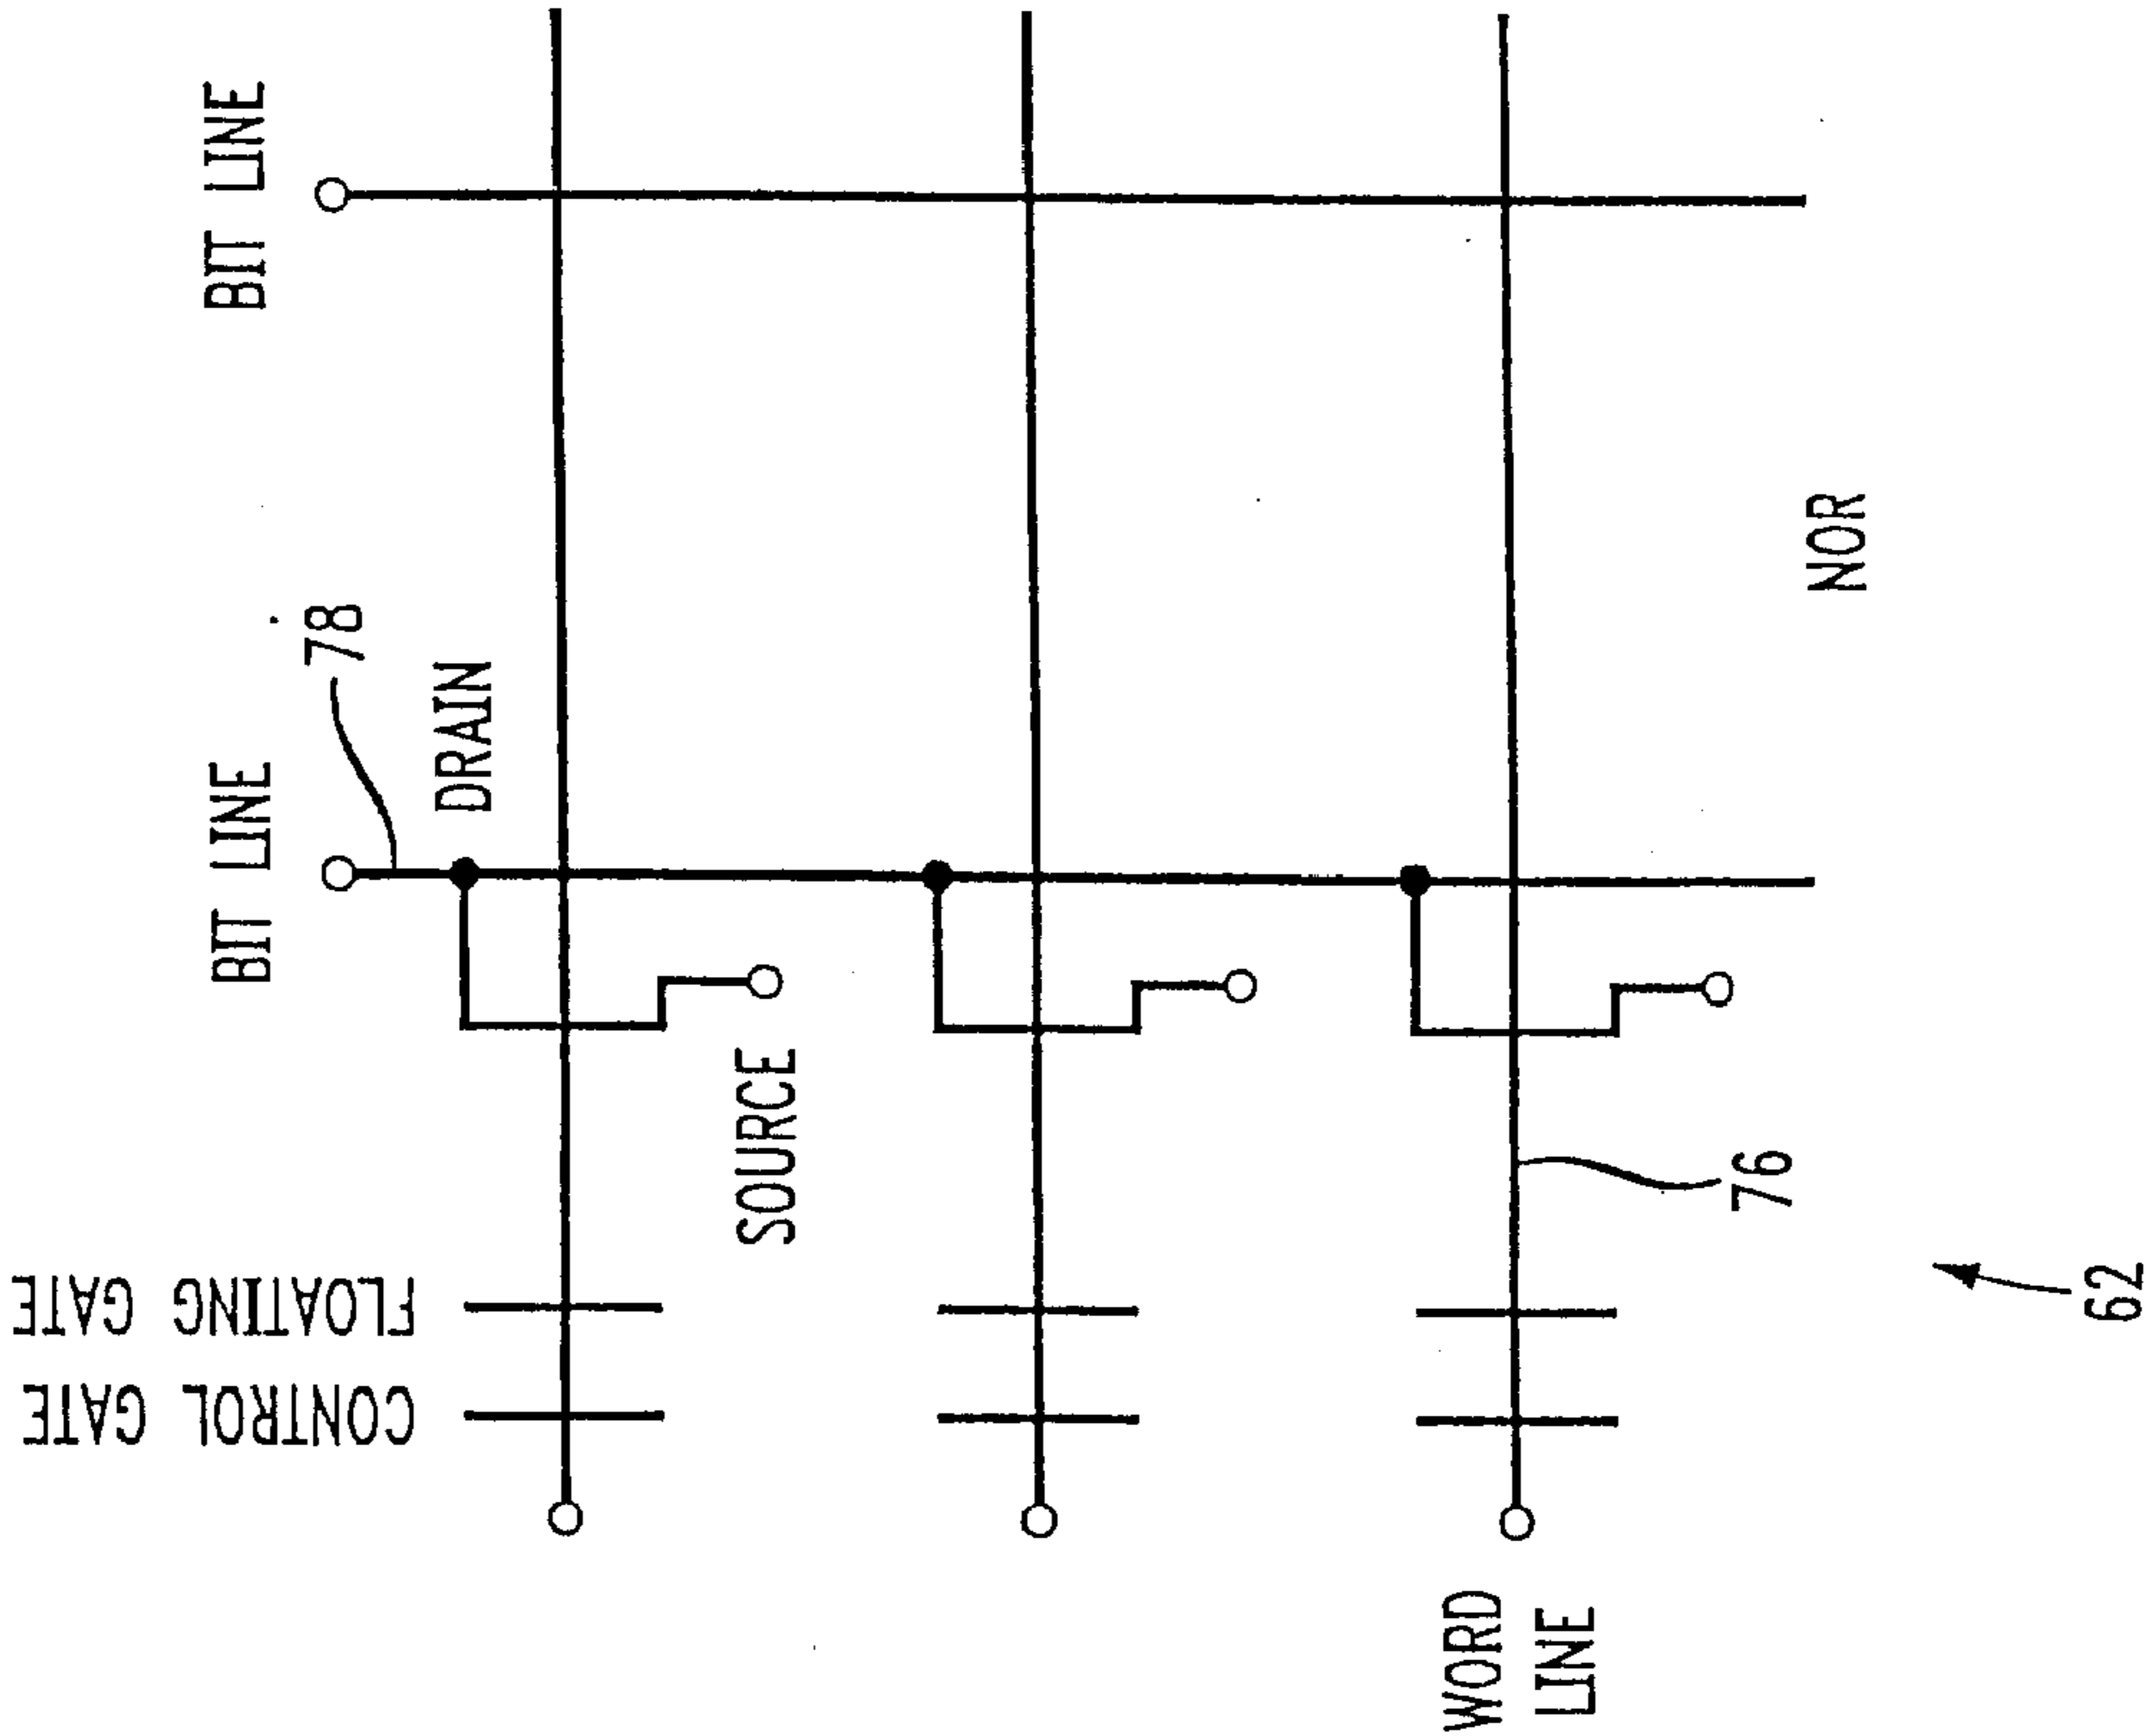 BIT LINE
BIT LINE
78
DRAIN
FLOATING GATE
CONTROL GATE
SOURCE
WORD
LINE
76
NOR
62